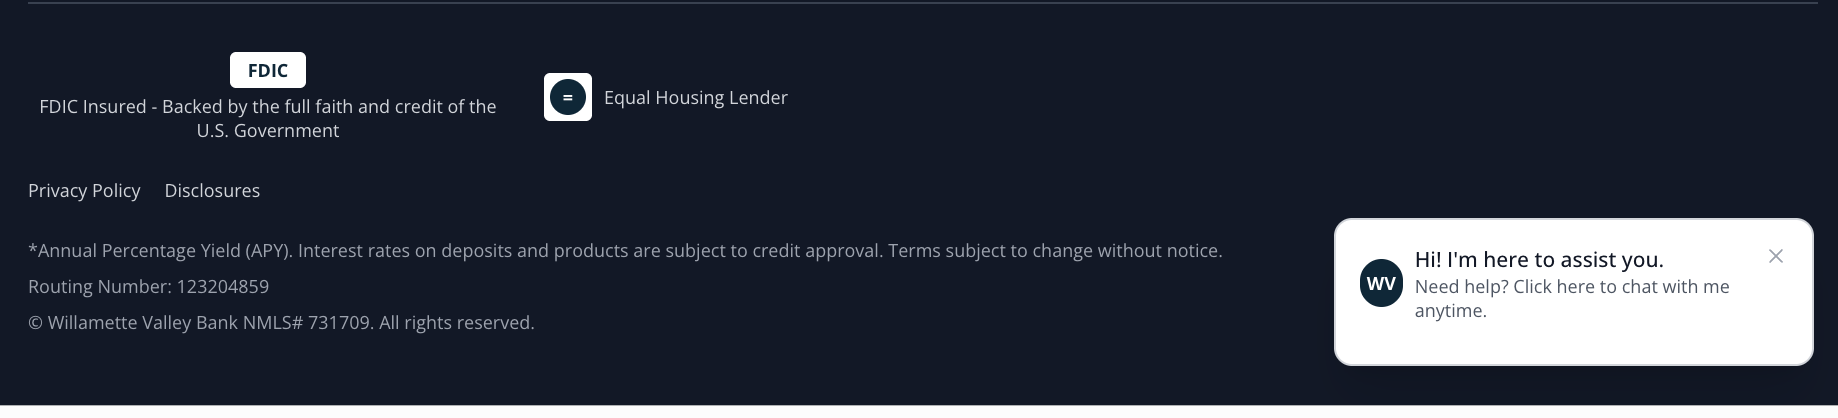 FDIC
FDIC Insured - Backed by the full faith and credit of the
U.S. Government
=
Equal Housing Lender
Privacy Policy Disclosures
*Annual Percentage Yield (APY). Interest rates on deposits and products are subject to credit approval. Terms subject to change without notice.
Routing Number: 123204859
© Willamette Valley Bank NMLS# 731709. All rights reserved.
WV
Hi! I'm here to assist you.
Need help? Click here to chat with me
anytime.